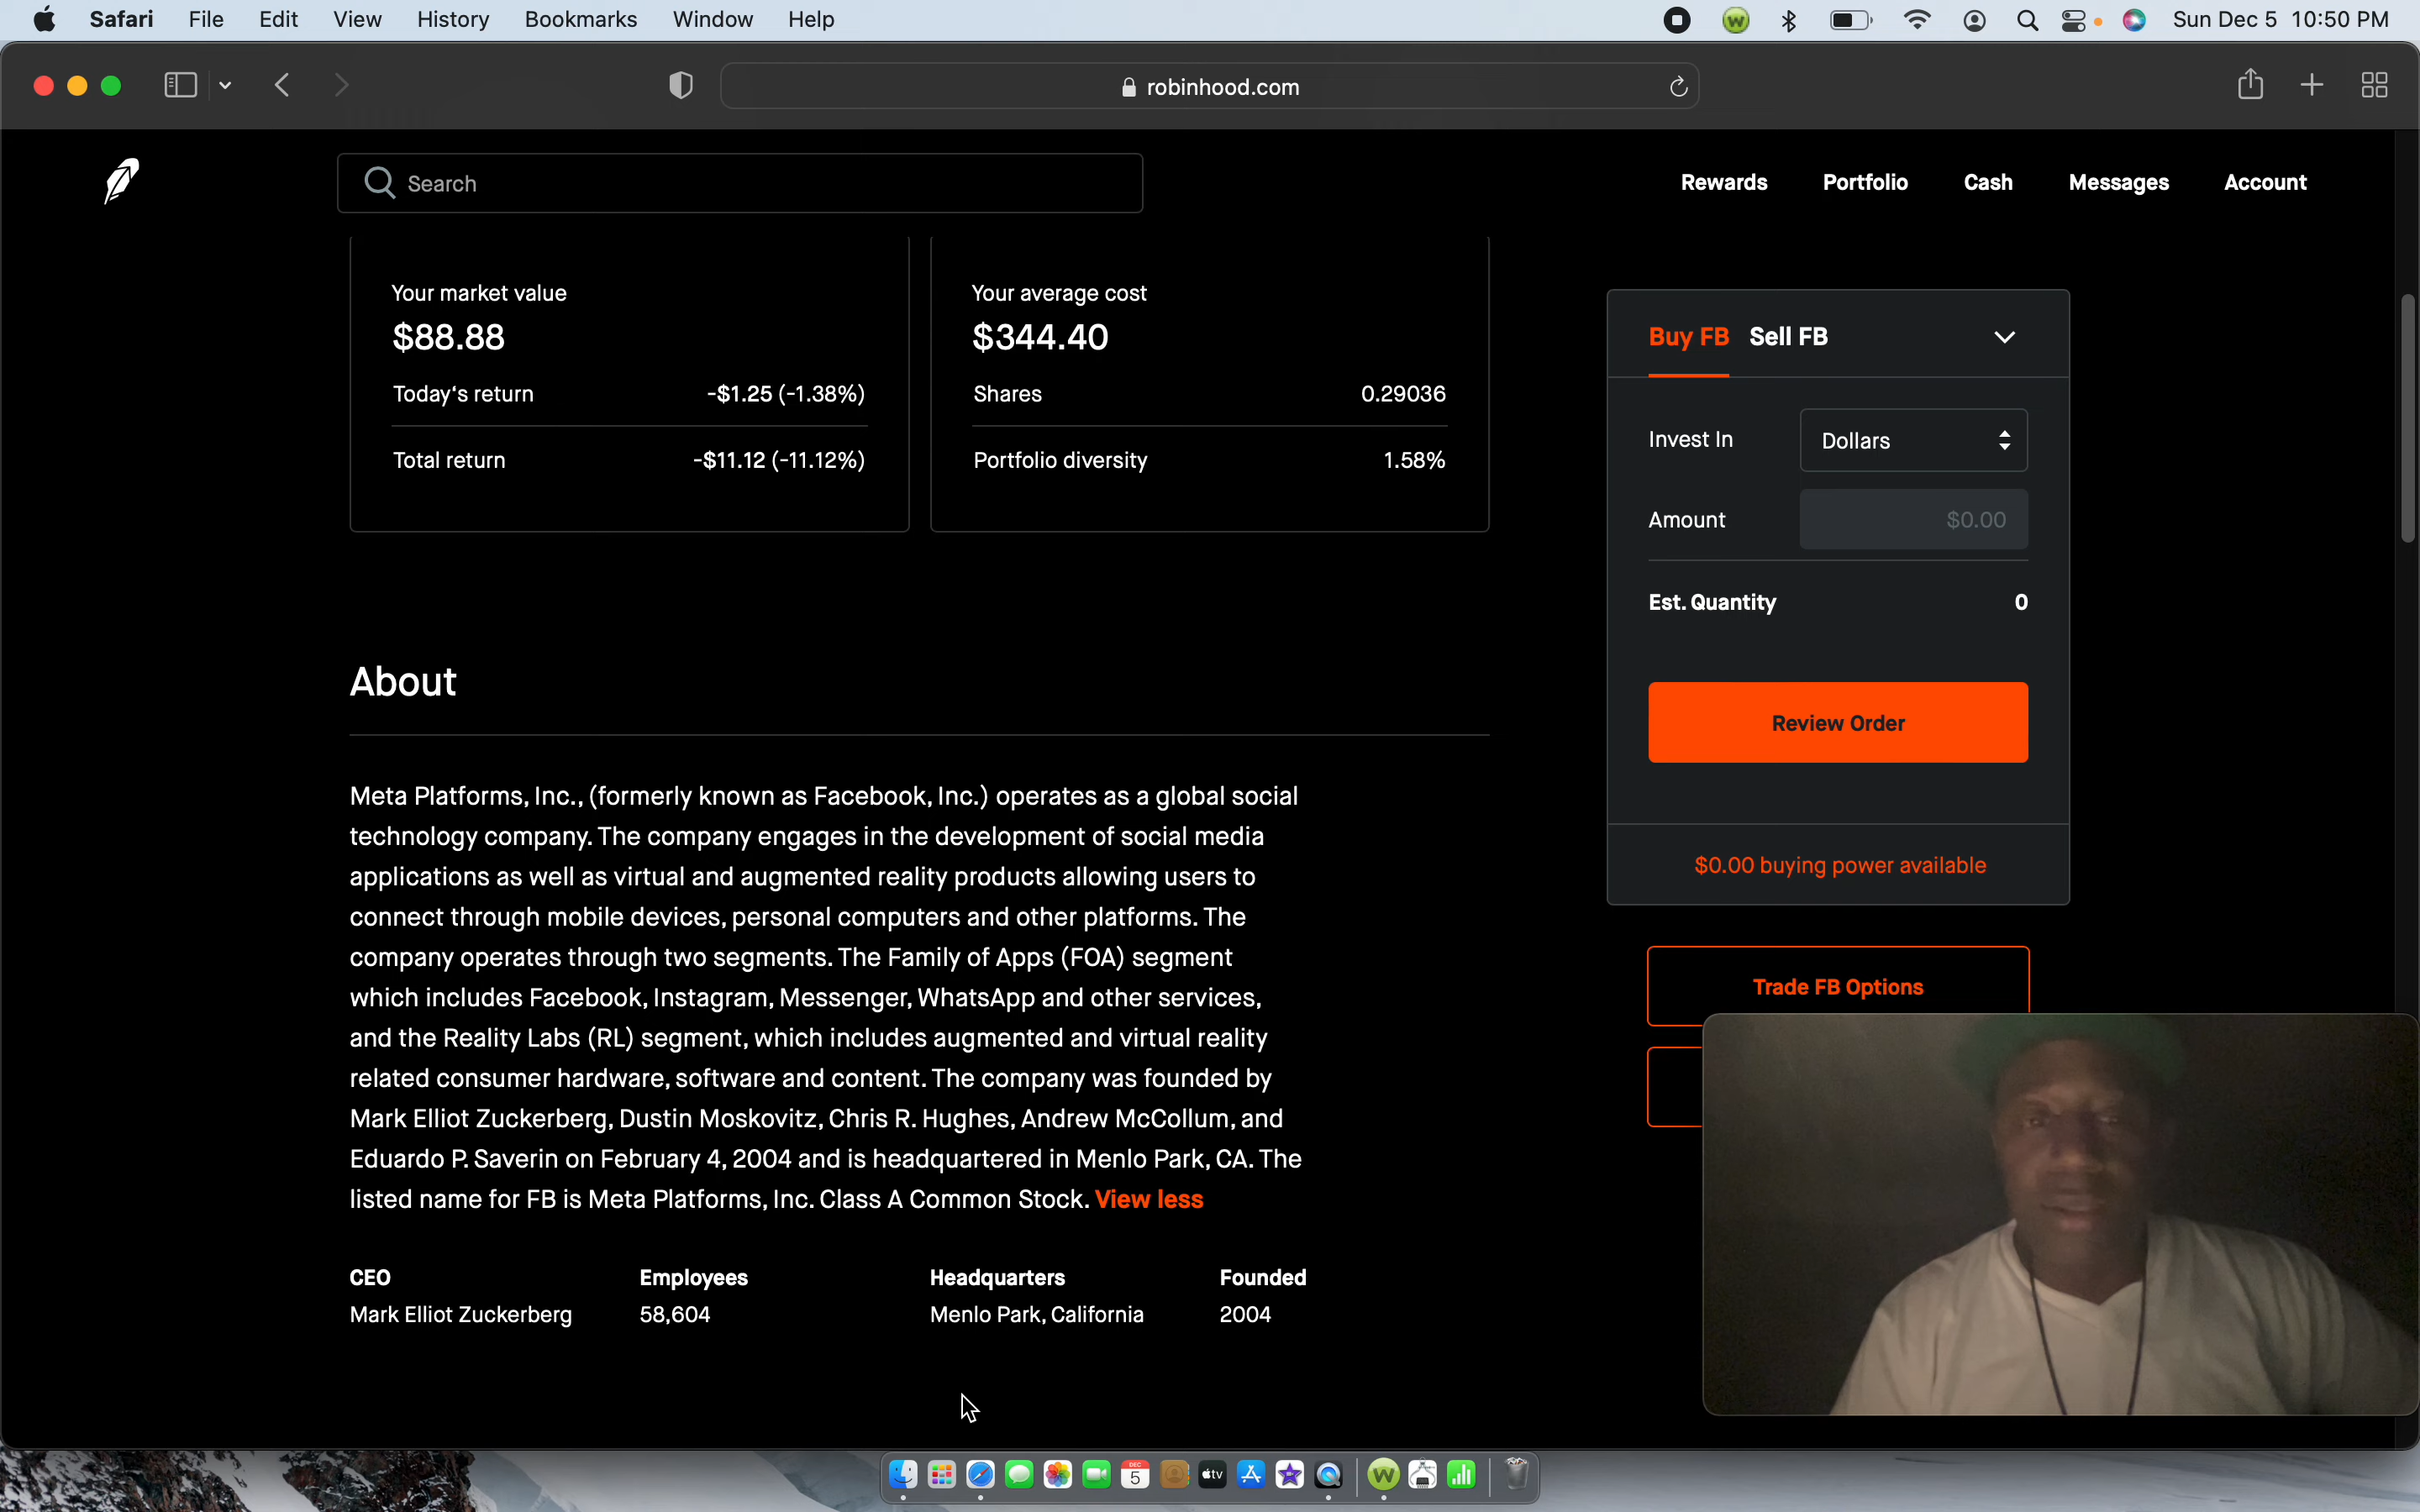 Safari File Edit View History Bookmarks Window Help
W
Sun Dec 5 10:50 PM
robinhood.com
Search
Rewards Portfolio Cash Messages Account
Your market value
$88.88
Today's return -$1.25 (-1.38%)
Total return -$11.12 (-11.12%)
Your average cost
$344.40
Shares 0.29036
Portfolio diversity 1.58%
Buy FB Sell FB
Invest In Dollars
Amount $0.00
Est. Quantity 0
Review Order
$0.00 buying power available
Trade FB Options
About
Meta Platforms, Inc., (formerly known as Facebook, Inc.) operates as a global social
technology company. The company engages in the development of social media
applications as well as virtual and augmented reality products allowing users to
connect through mobile devices, personal computers and other platforms. The
company operates through two segments. The Family of Apps (FOA) segment
which includes Facebook, Instagram, Messenger, WhatsApp and other services,
and the Reality Labs (RL) segment, which includes augmented and virtual reality
related consumer hardware, software and content. The company was founded by
Mark Elliot Zuckerberg, Dustin Moskovitz, Chris R. Hughes, Andrew McCollum, and
Eduardo P. Saverin on February 4, 2004 and is headquartered in Menlo Park, CA. The
listed name for FB is Meta Platforms, Inc. Class A Common Stock. View less
CEO Employees Headquarters Founded
Mark Elliot Zuckerberg 58,604 Menlo Park, California 2004
DEC
5
tv
W